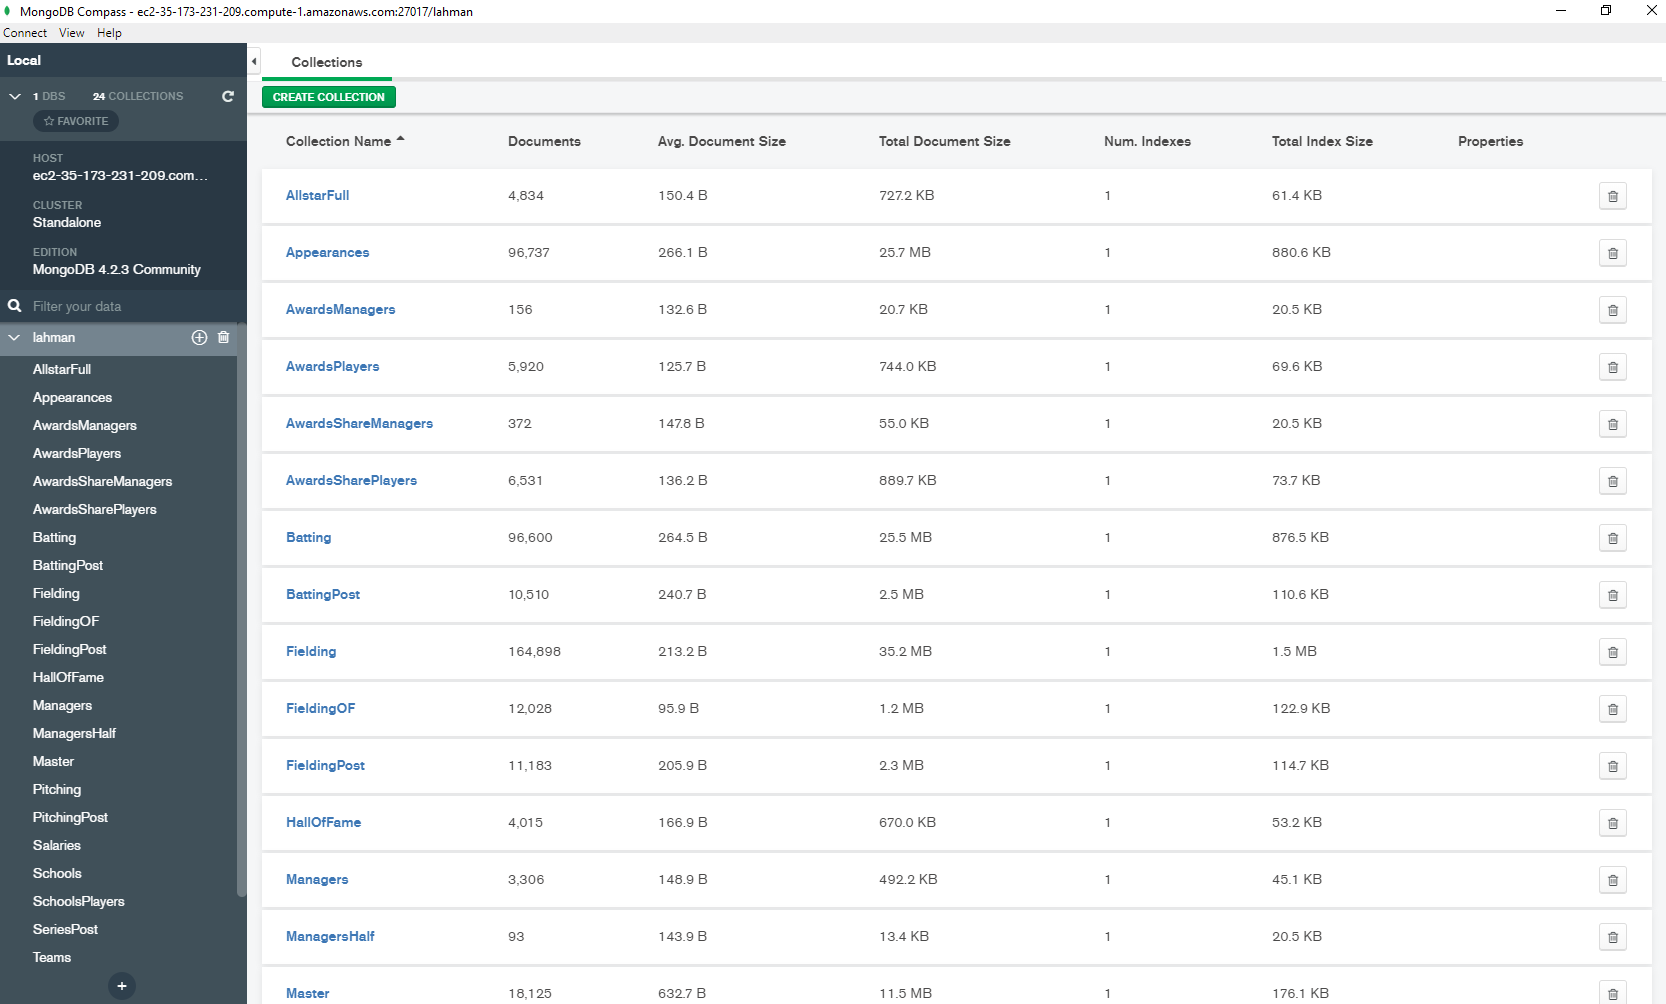 MongoDB Compass - ec2-35-173-231-209.compute-1.amazonaws.com:27017/lahman
Connect View Help
Local
1 DBS 24 COLLECTIONS
FAVORITE
HOST
ec2-35-173-231-209.com...
CLUSTER
Standalone
EDITION
MongoDB 4.2.3 Community
Filter your data
lahman
AllstarFull
Appearances
AwardsManagers
AwardsPlayers
AwardsShareManagers
AwardsSharePlayers
Batting
BattingPost
Fielding
FieldingOF
FieldingPost
HallOfFame
Managers
ManagersHalf
Master
Pitching
PitchingPost
Salaries
Schools
SchoolsPlayers
SeriesPost
Teams
Collections
CREATE COLLECTION
Collection Name Documents Avg. Document Size Total Document Size Num. Indexes Total Index Size Properties
AllstarFull 4,834 150.4 B 727.2 KB 1 61.4 KB
Appearances 96,737 266.1 B 25.7 MB 1 880.6 KB
AwardsManagers 156 132.6 B 20.7 KB 1 20.5 KB
AwardsPlayers 5,920 125.7 B 744.0 KB 1 69.6 KB
AwardsShareManagers 372 147.8 B 55.0 KB 1 20.5 KB
AwardsSharePlayers 6,531 136.2 B 889.7 KB 1 73.7 KB
Batting 96,600 264.5 B 25.5 MB 1 876.5 KB
BattingPost 10,510 240.7 B 2.5 MB 1 110.6 KB
Fielding 164,898 213.2 B 35.2 MB 1 1.5 MB
FieldingOF 12,028 95.9 B 1.2 MB 1 122.9 KB
FieldingPost 11,183 205.9 B 2.3 MB 1 114.7 KB
HallOfFame 4,015 166.9 B 670.0 KB 1 53.2 KB
Managers 3,306 148.9 B 492.2 KB 1 45.1 KB
ManagersHalf 93 143.9 B 13.4 KB 1 20.5 KB
Master 18,125 632.7 B 11.5 MB 1 176.1 KB